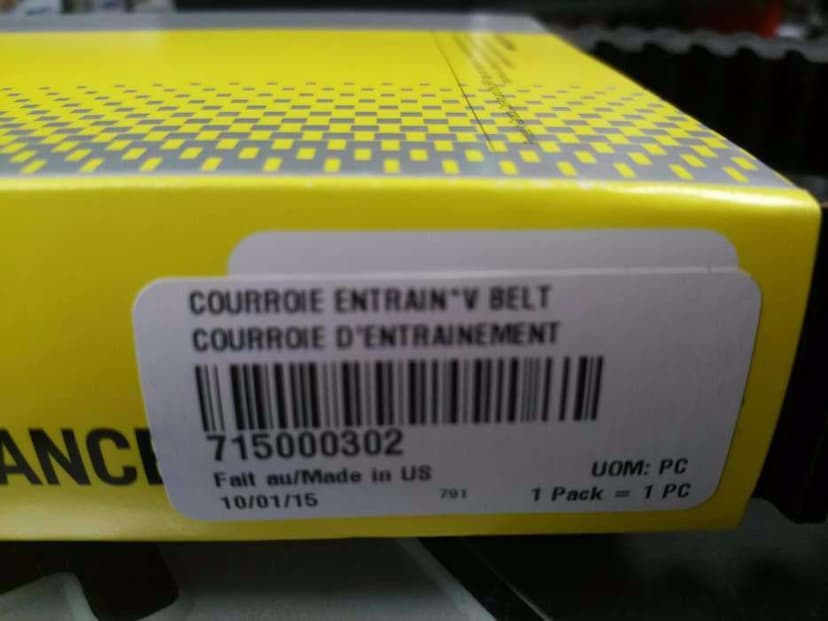 COURROIE ENTRAIN*V BELT
COURROIE D'ENTRAINEMENT
715000302
Fait au/Made in US
10/01/15
791
UOM: PC
1 Pack = 1 PC
ANCE